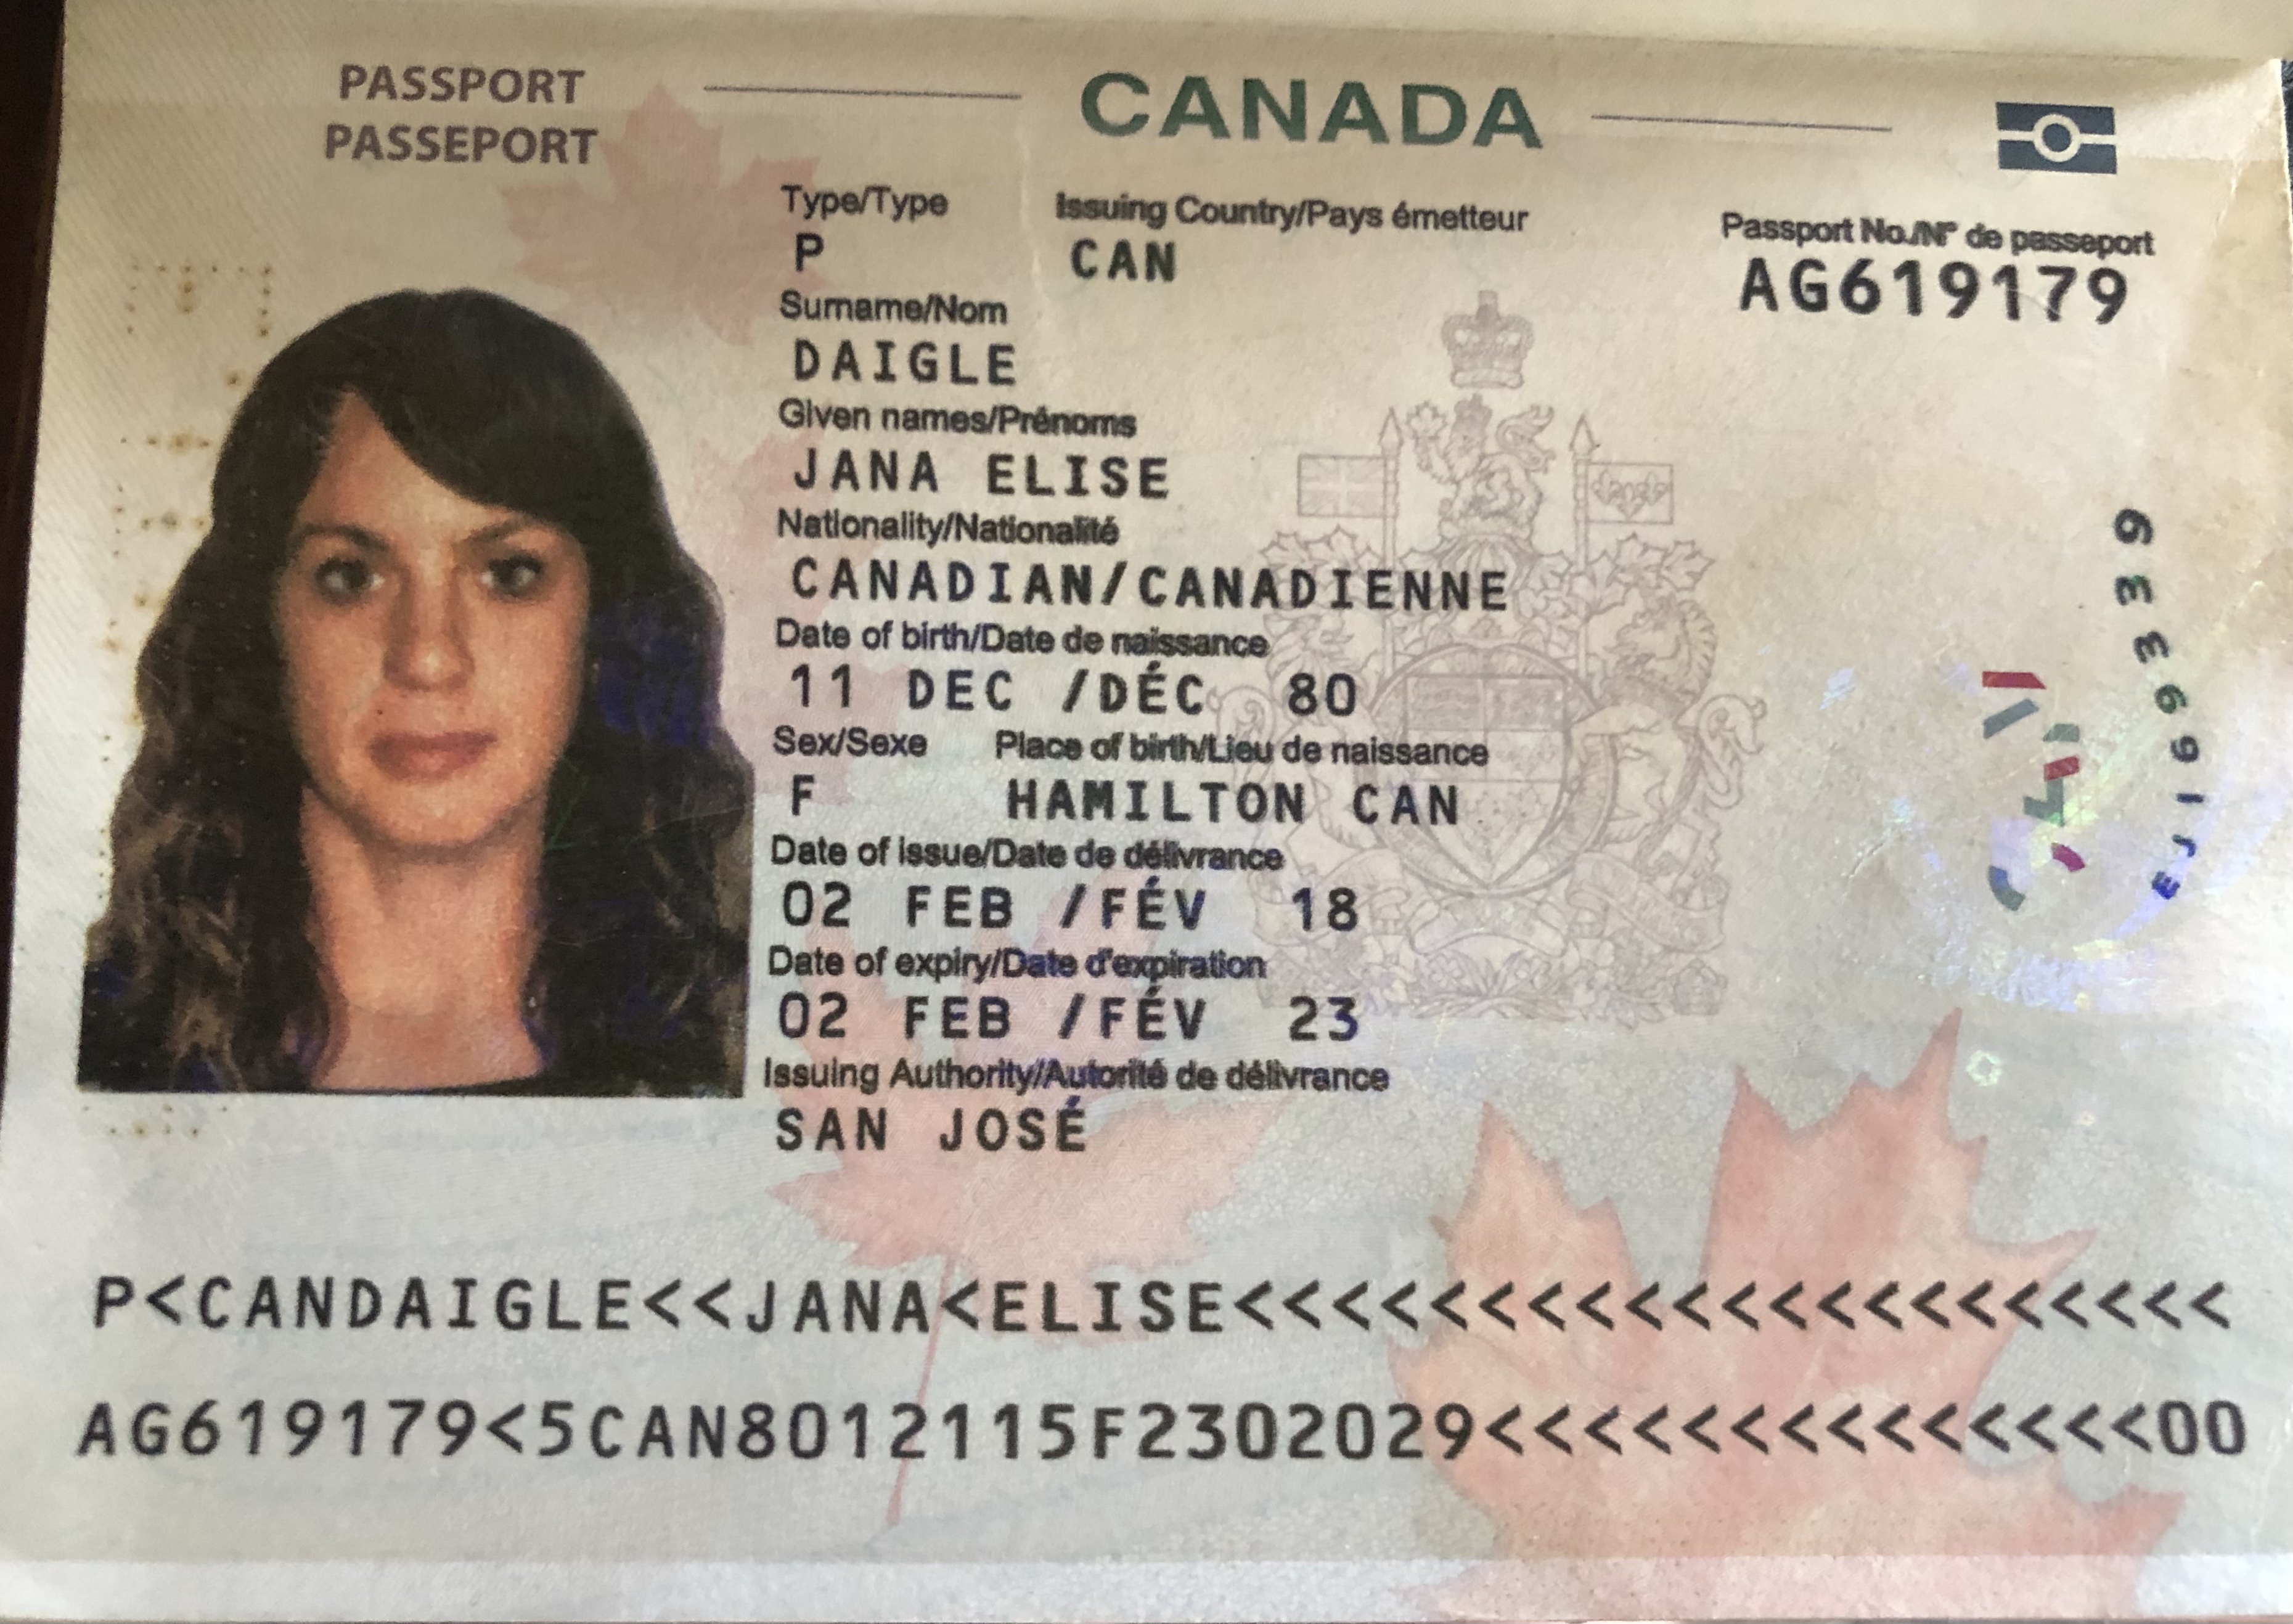 PASSPORT
PASSEPORT
CANADA
Type/Type Issuing Country/Pays émetteur Passport No./N° de passeport
P CAN AG619179
Surname/Nom
DAIGLE
Given names/Prénoms
JANA ELISE
Nationality/Nationalité
CANADIAN/CANADIENNE
Date of birth/Date de naissance
11 DEC /DÉC 80
Sex/Sexe Place of birth/Lieu de naissance
F HAMILTON CAN
Date of issue/Date de délivrance
02 FEB /FÉV 18
Date of expiry/Date d'expiration
02 FEB /FÉV 23
Issuing Authority/Autorité de délivrance
SAN JOSÉ
P<CANDAIGLE<<JANA<ELISE<<<<<<<<<<<<<<<<<<<<<
AG619179<5CAN8012115F2302029<<<<<<<<<<<<<<00